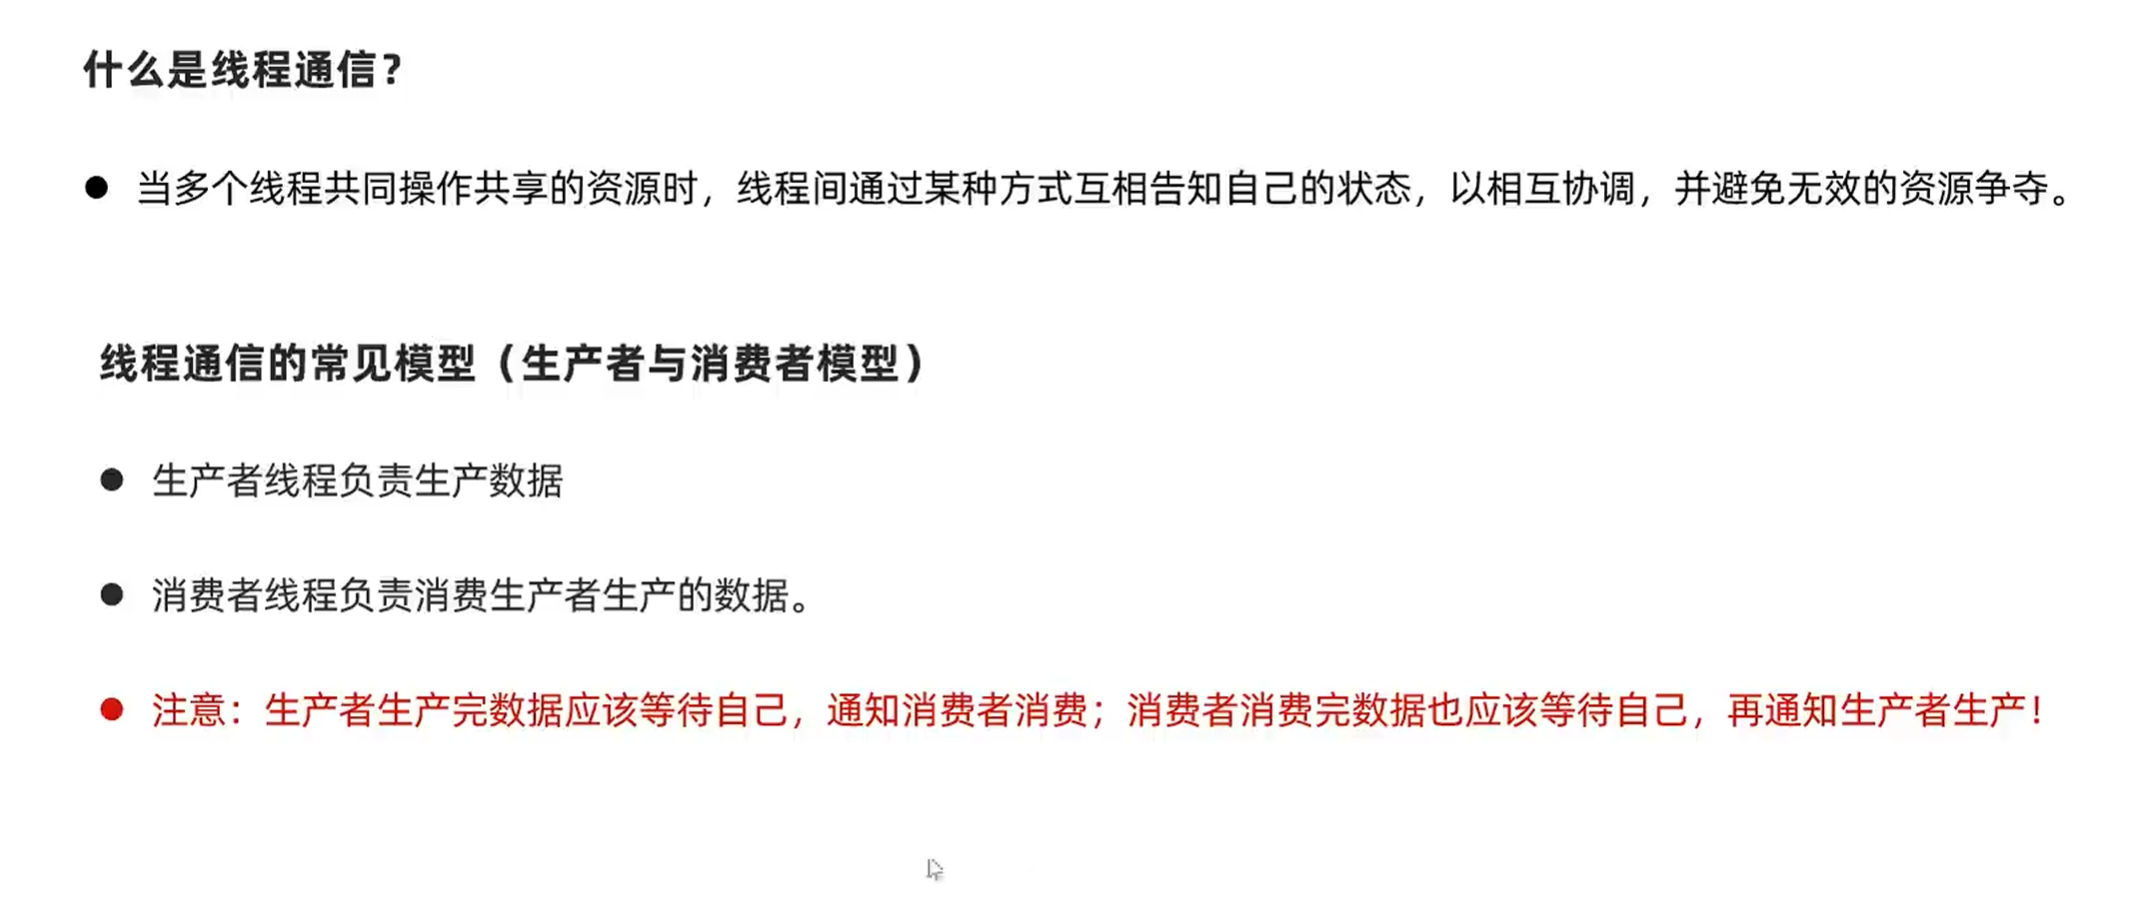 什么是线程通信?
● 当多个线程共同操作共享的资源时，线程间通过某种方式互相告知自己的状态，以相互协调，并避免无效的资源争夺。
线程通信的常见模型（生产者与消费者模型）
● 生产者线程负责生产数据
● 消费者线程负责消费生产者生产的数据。
● 注意：生产者生产完数据应该等待自己，通知消费者消费；消费者消费完数据也应该等待自己，再通知生产者生产！